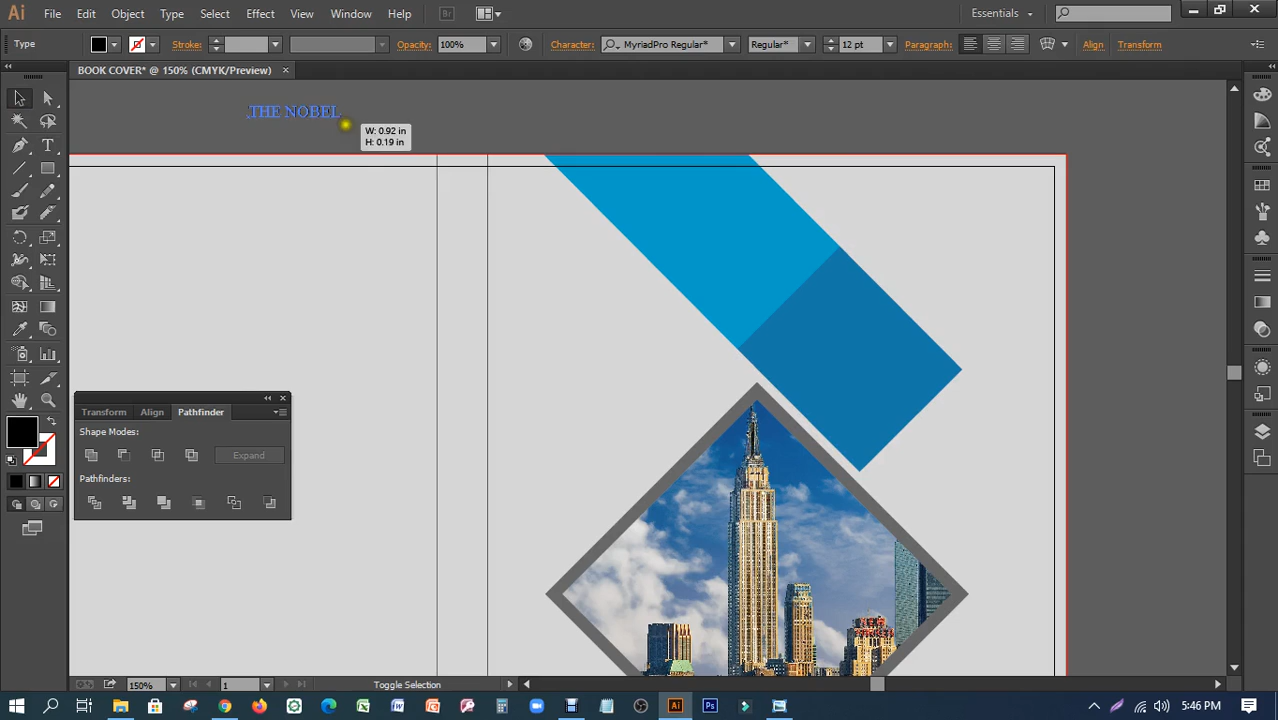 Ai File Edit Object Type Select Effect View Window Help Br Essentials
Type Stroke: Opacity: 100% Character: MyriadPro Regular* Regular* 12 pt Paragraph: Align Transform
BOOK COVER* @ 150% (CMYK/Preview)
THE NOBEL
W: 0.92 in
H: 0.19 in
Transform Align Pathfinder
Shape Modes:
Expand
Pathfinders:
150% 1 Toggle Selection
5:46 PM